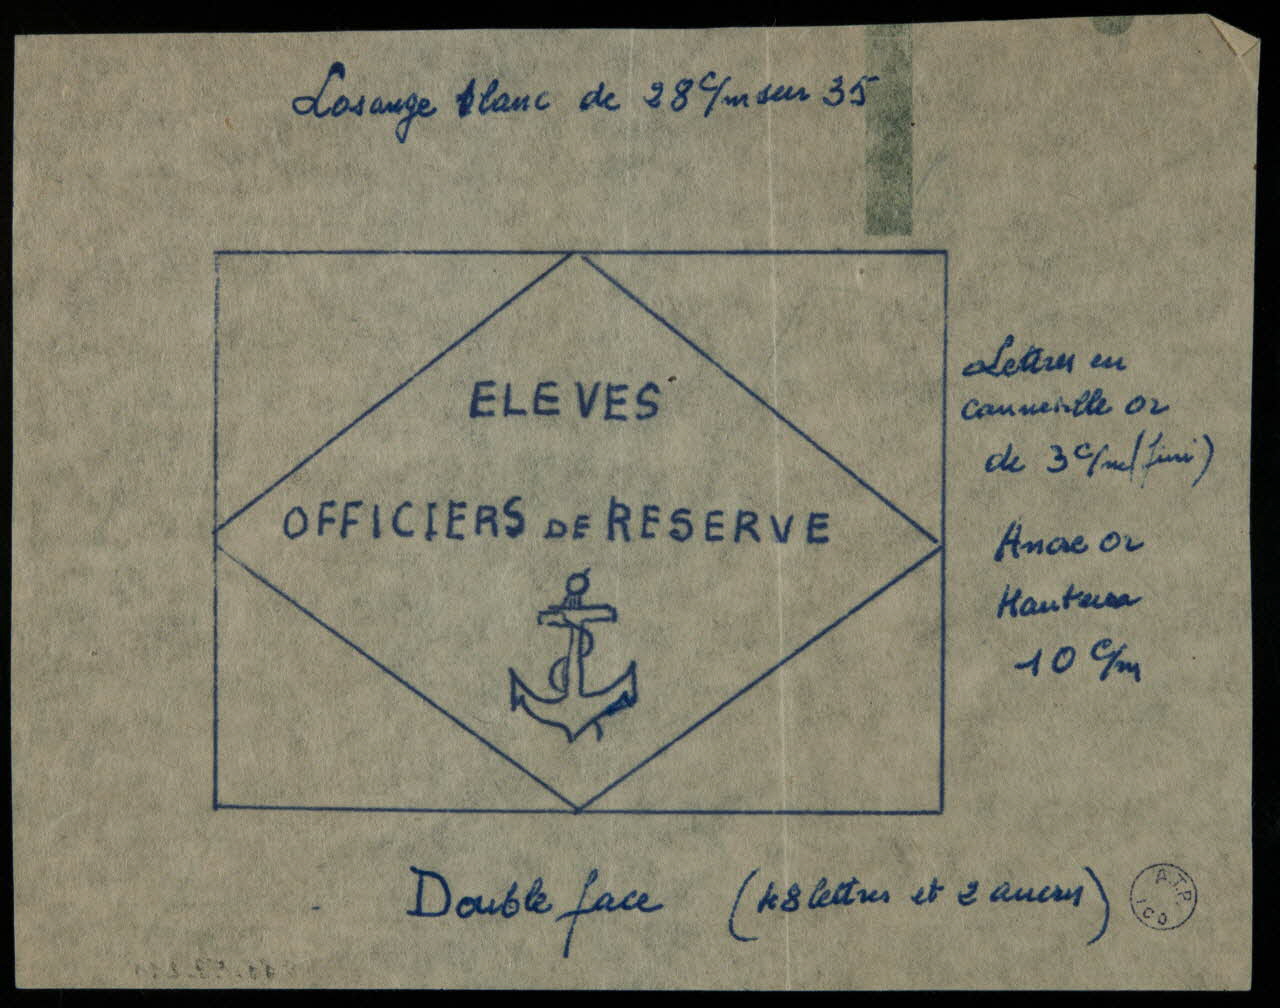 Losange blanc de 28 c/m sur 35
ELEVES
OFFICIERS DE RESERVE
Lettres en
cannetille or
de 3 c/m (fini)
Ancre or
Hauteur
10 c/m
Double face (48 lettres et 2 ancres)
A.T.P.
ICO